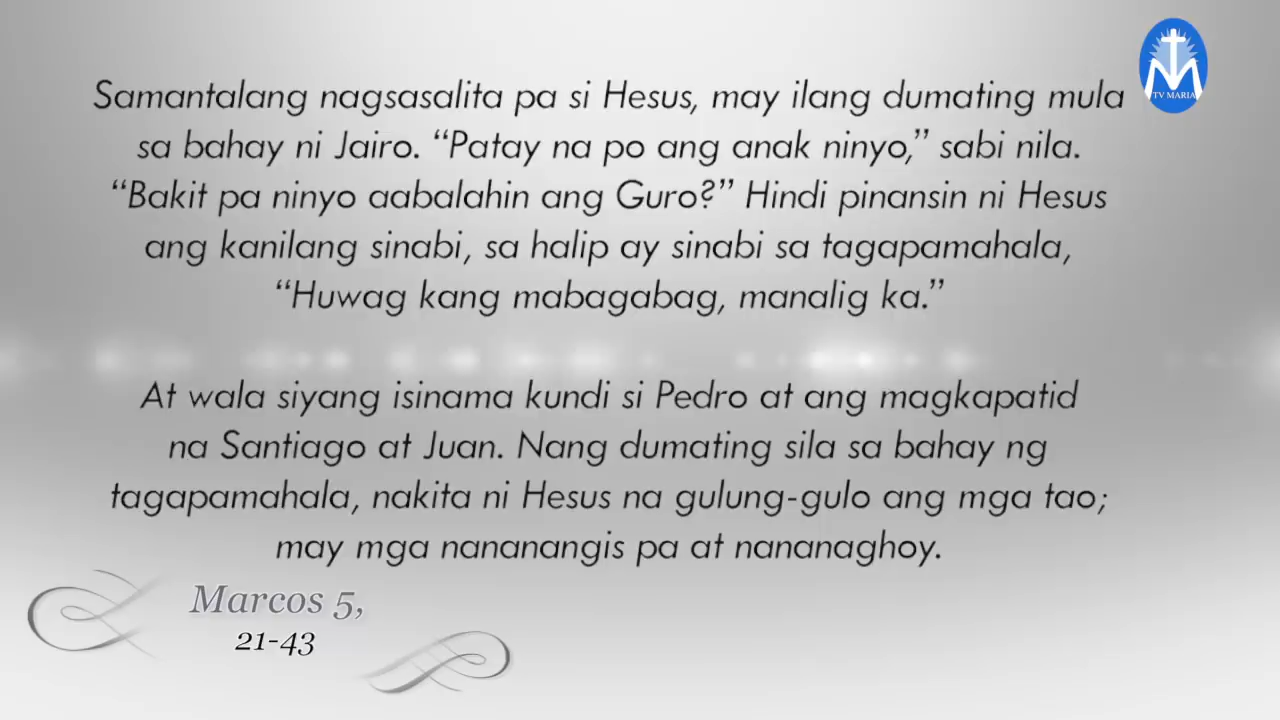 Samantalang nagsasalita pa si Hesus, may ilang dumating mula
sa bahay ni Jairo. “Patay na po ang anak ninyo,” sabi nila.
“Bakit pa ninyo aabalahin ang Guro?” Hindi pinansin ni Hesus
ang kanilang sinabi, sa halip ay sinabi sa tagapamahala,
“Huwag kang mabagabag, manalig ka.”
At wala siyang isinama kundi si Pedro at ang magkapatid
na Santiago at Juan. Nang dumating sila sa bahay ng
tagapamahala, nakita ni Hesus na gulung-gulo ang mga tao;
may mga nananangis pa at nananaghoy.
Marcos 5,
21-43
TV MARIA